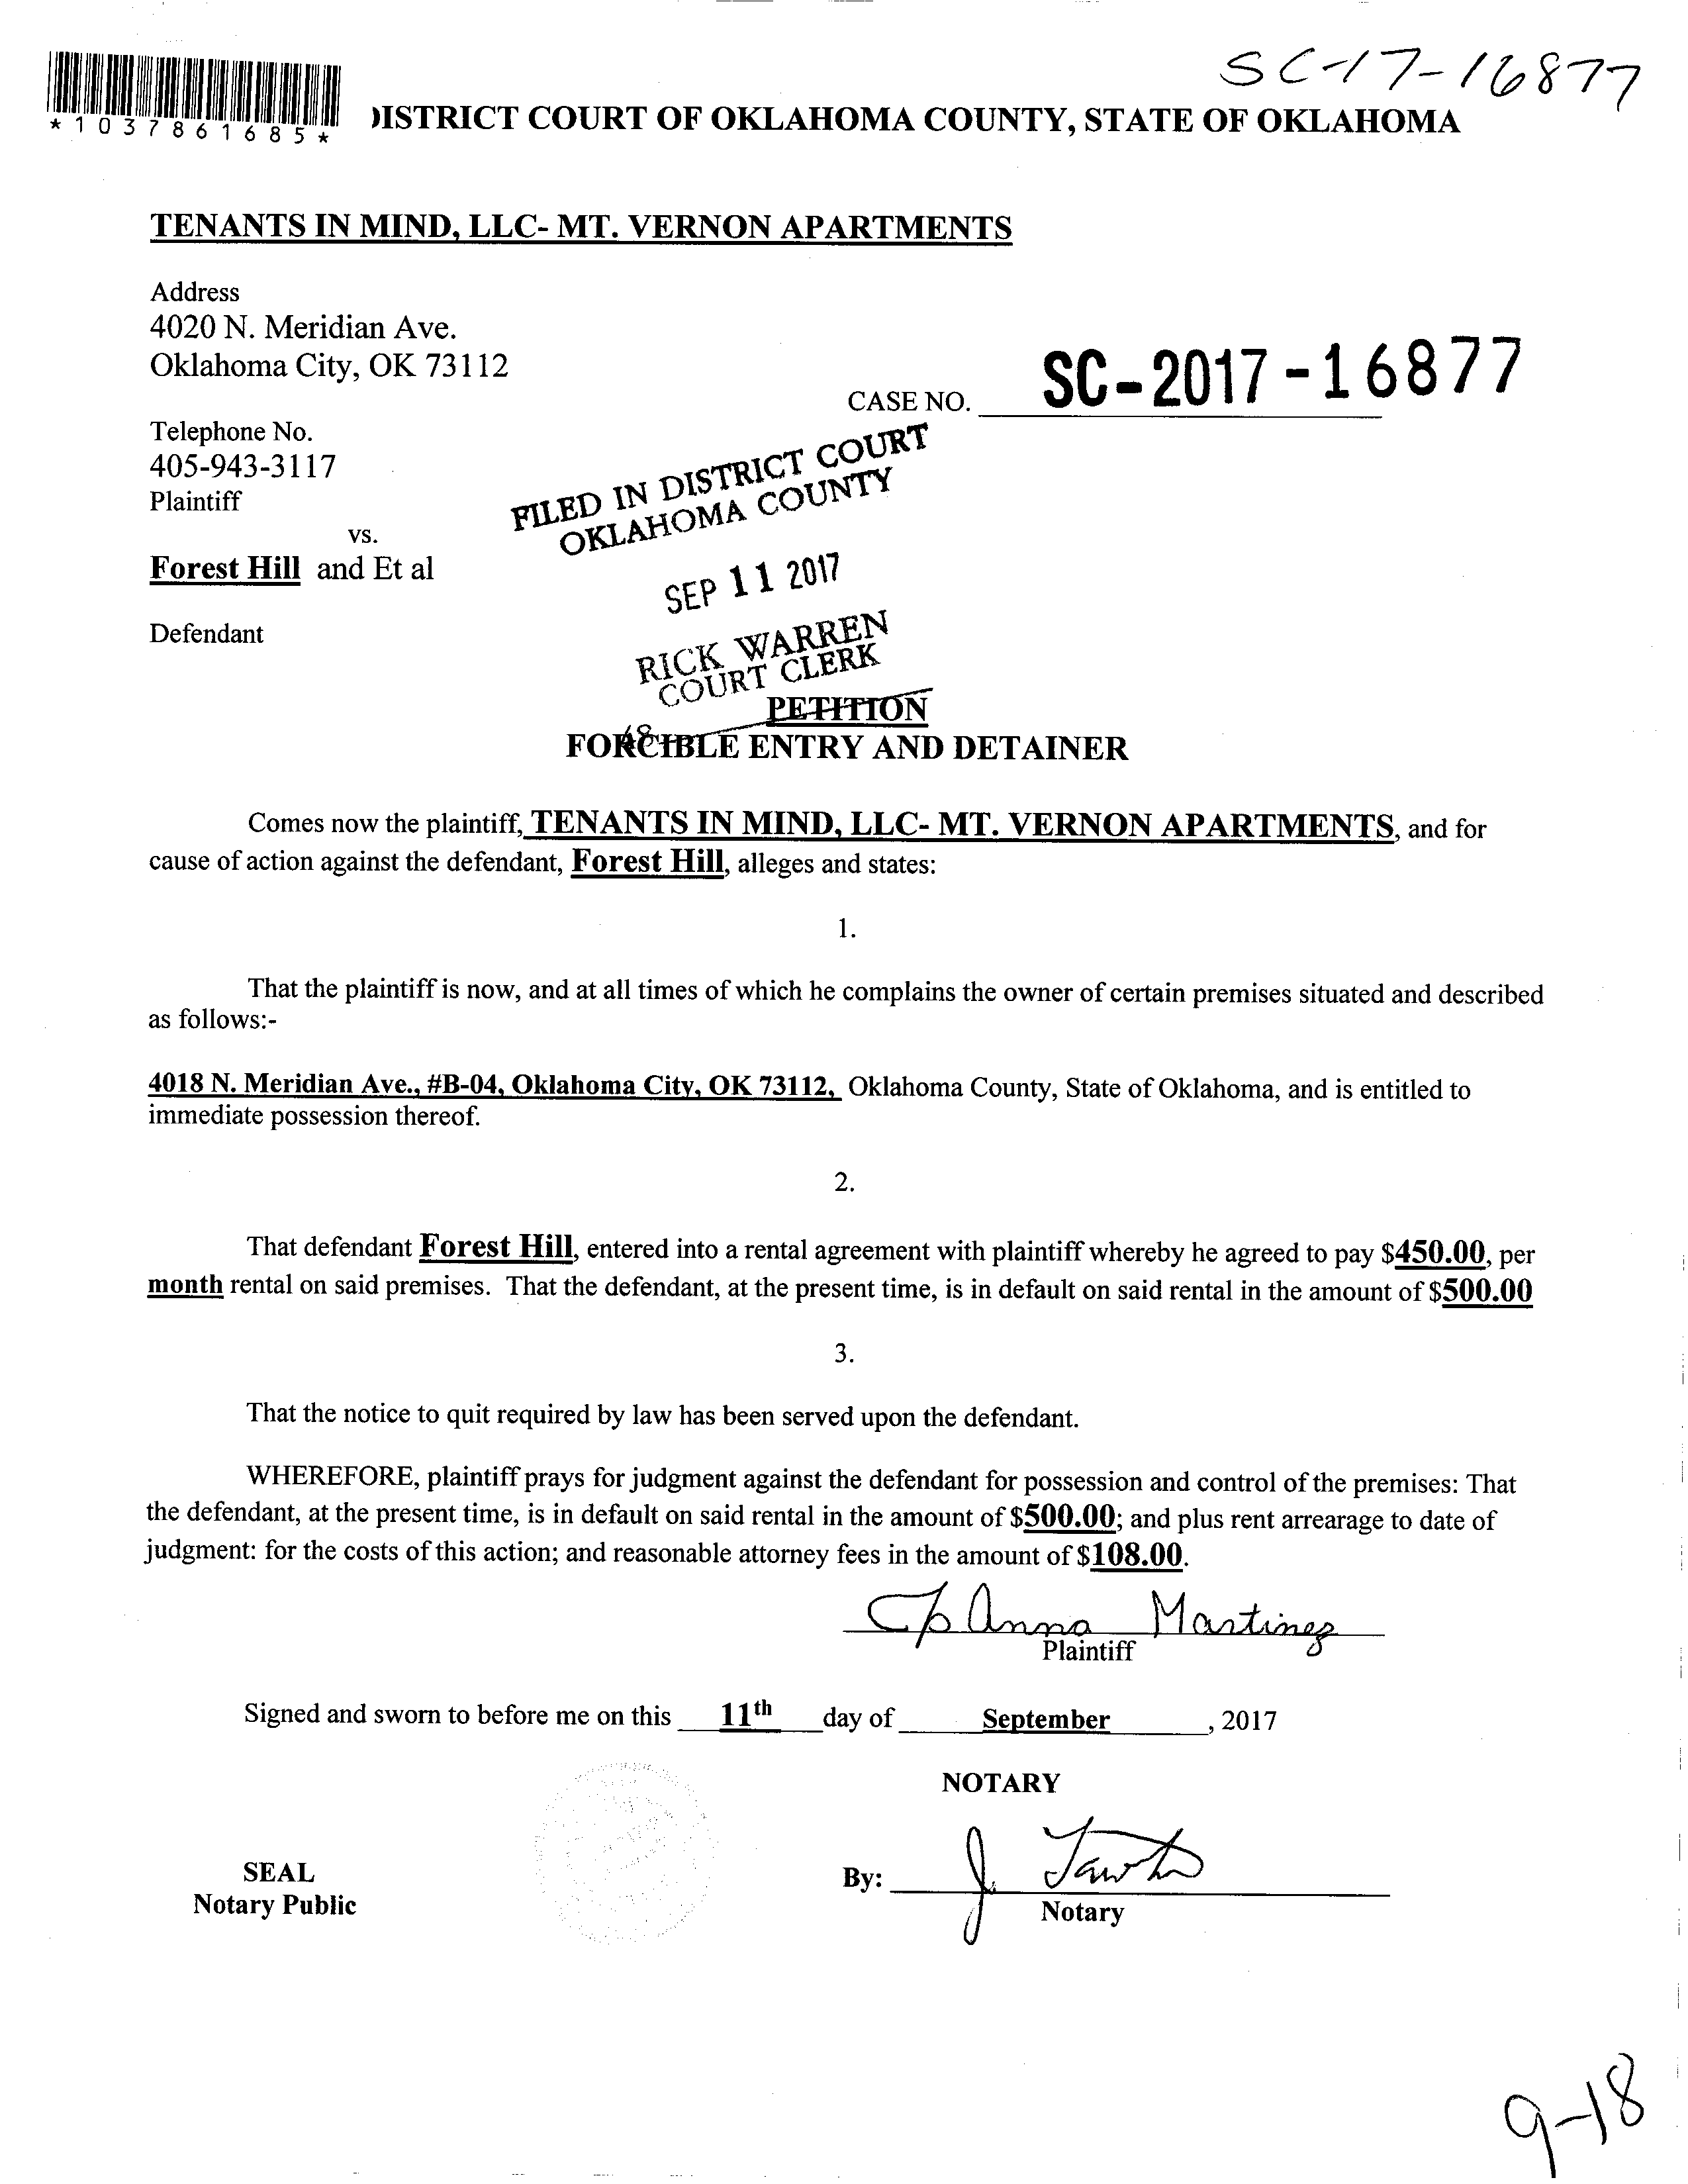 SC-17-16877
*1037861685*
DISTRICT COURT OF OKLAHOMA COUNTY, STATE OF OKLAHOMA
TENANTS IN MIND, LLC- MT. VERNON APARTMENTS
Address
4020 N. Meridian Ave.
Oklahoma City, OK 73112
CASE NO. SC-2017-16877
Telephone No.
405-943-3117
Plaintiff
vs.
Forest Hill and Et al
Defendant
FILED IN DISTRICT COURT
OKLAHOMA COUNTY
SEP 11 2017
RICK WARREN
COURT CLERK
48
PETITION
FORCIBLE ENTRY AND DETAINER
Comes now the plaintiff, TENANTS IN MIND, LLC- MT. VERNON APARTMENTS, and for
cause of action against the defendant, Forest Hill, alleges and states:
1.
That the plaintiff is now, and at all times of which he complains the owner of certain premises situated and described
as follows:-
4018 N. Meridian Ave., #B-04, Oklahoma City, OK 73112, Oklahoma County, State of Oklahoma, and is entitled to
immediate possession thereof.
2.
That defendant Forest Hill, entered into a rental agreement with plaintiff whereby he agreed to pay $450.00, per
month rental on said premises. That the defendant, at the present time, is in default on said rental in the amount of $500.00
3.
That the notice to quit required by law has been served upon the defendant.
WHEREFORE, plaintiff prays for judgment against the defendant for possession and control of the premises: That
the defendant, at the present time, is in default on said rental in the amount of $500.00; and plus rent arrearage to date of
judgment: for the costs of this action; and reasonable attorney fees in the amount of $108.00.
Anna Martinez
Plaintiff
Signed and sworn to before me on this 11th day of September, 2017
NOTARY
SEAL
Notary Public
By: J.
Notary
9-18